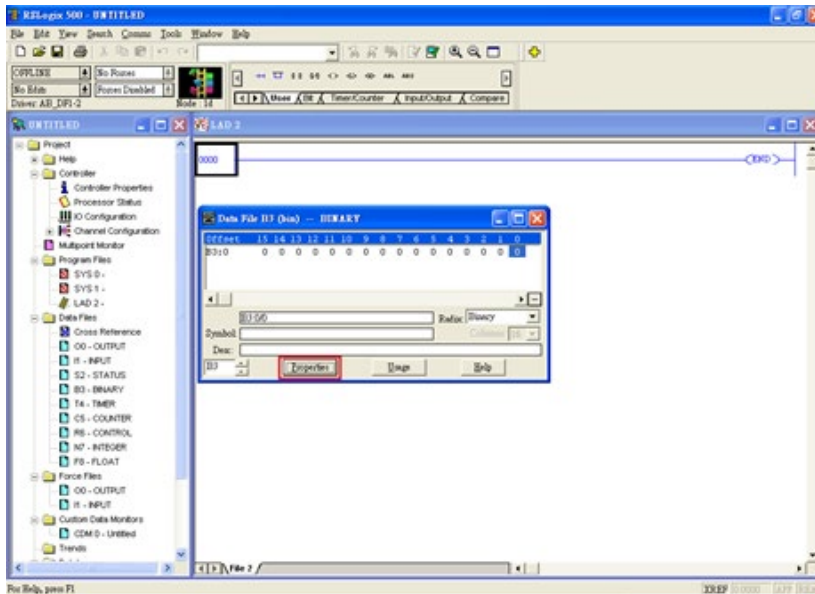 RSLogix 500 - UNTITLED
File Edit View Search Comms Tools Window Help
OFFLINE No Forces
No Edits Forces Disabled
Driver: AB_DF1-2 Node: 1d
User Bit Timer/Counter Input/Output Compare
UNTITLED
Project
Help
Controller
Controller Properties
Processor Status
IO Configuration
Channel Configuration
Multipoint Monitor
Program Files
SYS 0 -
SYS 1 -
LAD 2 -
Data Files
Cross Reference
O0 - OUTPUT
I1 - INPUT
S2 - STATUS
B3 - BINARY
T4 - TIMER
C5 - COUNTER
R6 - CONTROL
N7 - INTEGER
F8 - FLOAT
Force Files
O0 - OUTPUT
I1 - INPUT
Custom Data Monitors
CDM 0 - Untitled
Trends
LAD 2
0000
(END)
Data File B3 (bin) -- BINARY
Offset 15 14 13 12 11 10 9 8 7 6 5 4 3 2 1 0
B3:0 0 0 0 0 0 0 0 0 0 0 0 0 0 0 0 0
B3:0/0 Radix: Binary
Symbol: Columns: 16
Desc:
B3 Properties Usage Help
File 2
For Help, press F1
XREF 0:0000 APP READ